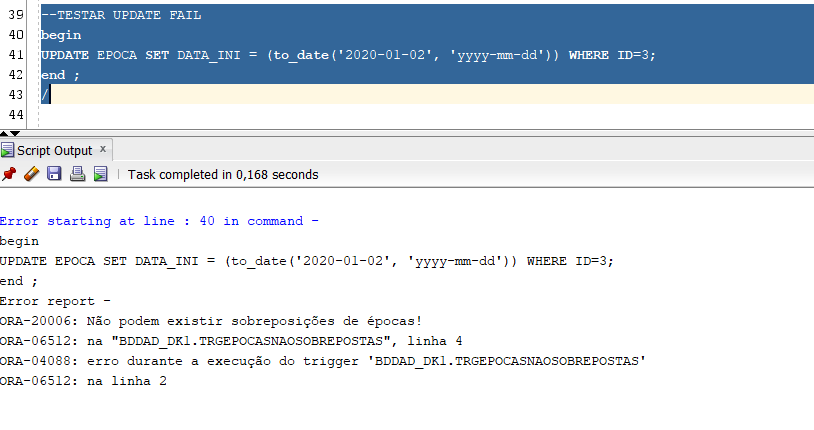 39 --TESTAR UPDATE FAIL
40 begin
41 UPDATE EPOCA SET DATA_INI = (to_date('2020-01-02', 'yyyy-mm-dd')) WHERE ID=3;
42 end ;
43 /
44
Script Output x
Task completed in 0,168 seconds
Error starting at line : 40 in command -
begin
UPDATE EPOCA SET DATA_INI = (to_date('2020-01-02', 'yyyy-mm-dd')) WHERE ID=3;
end ;
Error report -
ORA-20006: Não podem existir sobreposições de épocas!
ORA-06512: na "BDDAD_DK1.TRGEPOCASNAOSOBREPOSTAS", linha 4
ORA-04088: erro durante a execução do trigger 'BDDAD_DK1.TRGEPOCASNAOSOBREPOSTAS'
ORA-06512: na linha 2